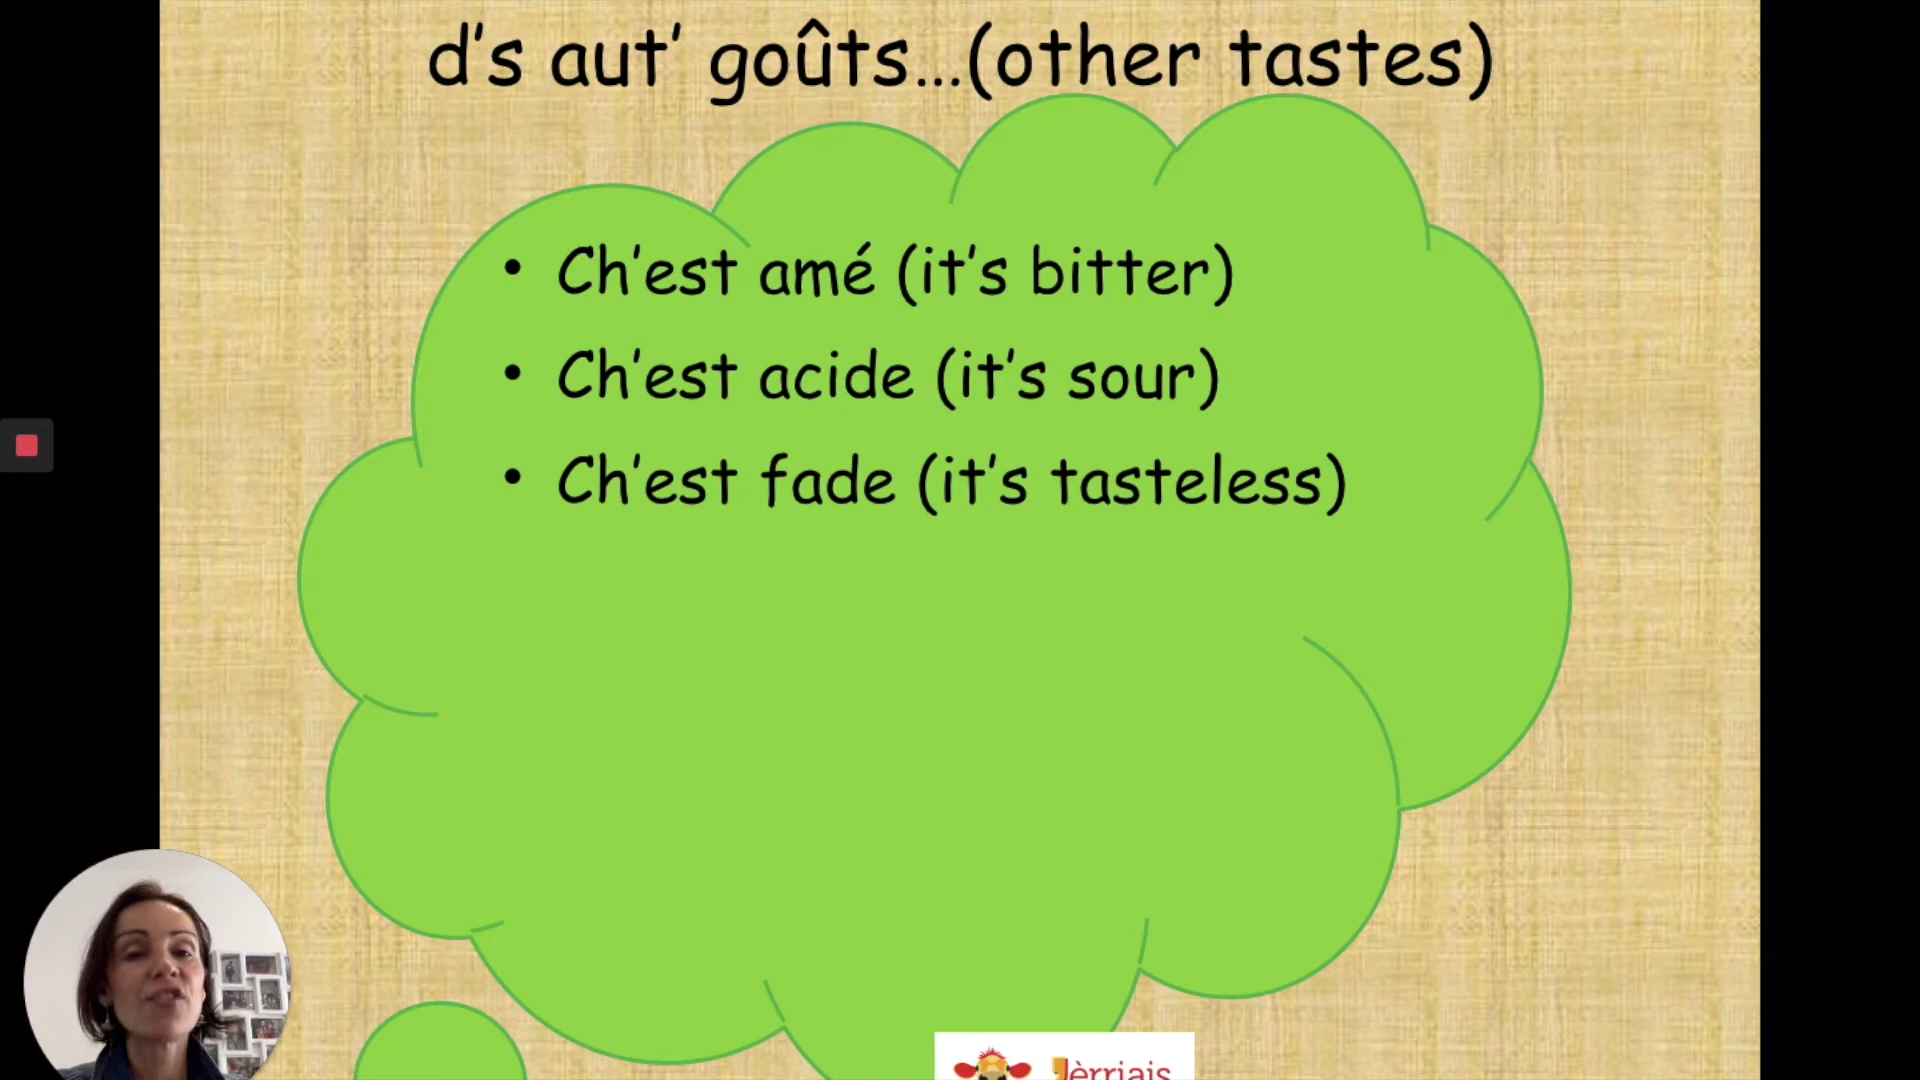 d's aut' goûts...(other tastes)
• Ch'est amé (it's bitter)
• Ch'est acide (it's sour)
• Ch'est fade (it's tasteless)
Jèrriais